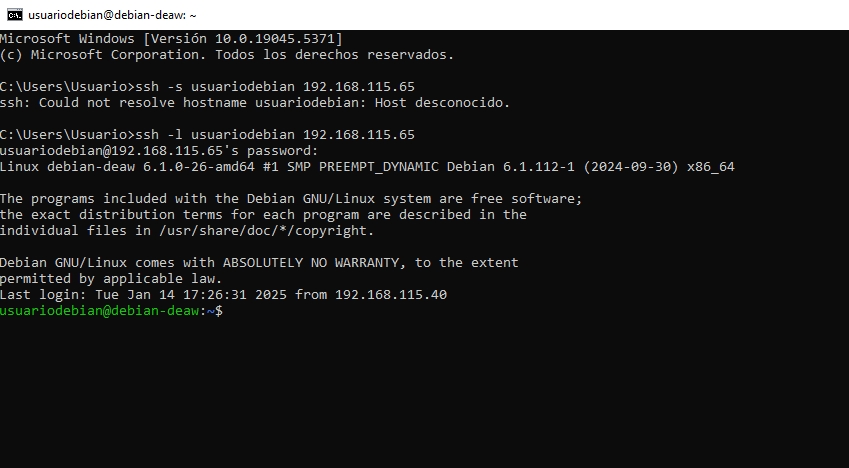 usuariodebian@debian-deaw: ~
Microsoft Windows [Versión 10.0.19045.5371]
(c) Microsoft Corporation. Todos los derechos reservados.
C:\Users\Usuario>ssh -s usuariodebian 192.168.115.65
ssh: Could not resolve hostname usuariodebian: Host desconocido.
C:\Users\Usuario>ssh -l usuariodebian 192.168.115.65
usuariodebian@192.168.115.65's password:
Linux debian-deaw 6.1.0-26-amd64 #1 SMP PREEMPT_DYNAMIC Debian 6.1.112-1 (2024-09-30) x86_64
The programs included with the Debian GNU/Linux system are free software;
the exact distribution terms for each program are described in the
individual files in /usr/share/doc/*/copyright.
Debian GNU/Linux comes with ABSOLUTELY NO WARRANTY, to the extent
permitted by applicable law.
Last login: Tue Jan 14 17:26:31 2025 from 192.168.115.40
usuariodebian@debian-deaw:~$